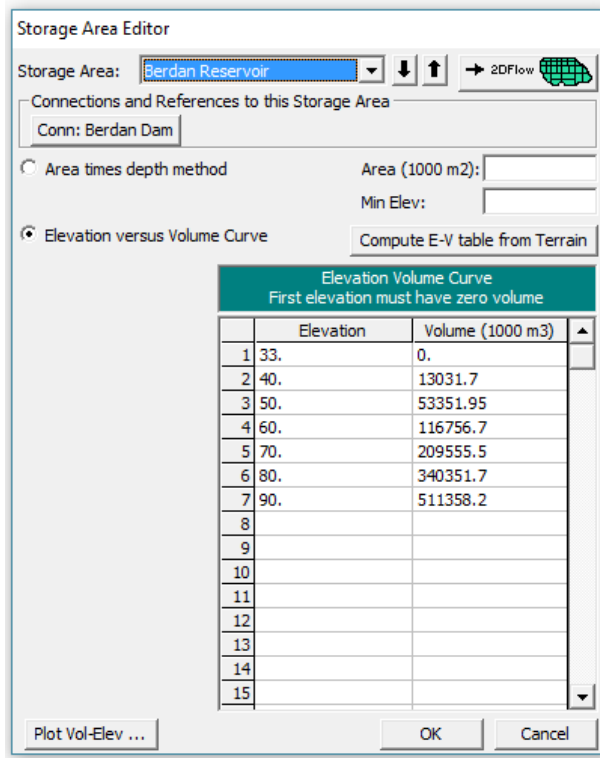 Storage Area Editor
Storage Area: Berdan Reservoir 2DFlow
Connections and References to this Storage Area
Conn: Berdan Dam
Area times depth method Area (1000 m2):
Min Elev:
Elevation versus Volume Curve Compute E-V table from Terrain
Elevation Volume Curve
First elevation must have zero volume
Elevation Volume (1000 m3)
1 33. 0.
2 40. 13031.7
3 50. 53351.95
4 60. 116756.7
5 70. 209555.5
6 80. 340351.7
7 90. 511358.2
8
9
10
11
12
13
14
15
Plot Vol-Elev ... OK Cancel